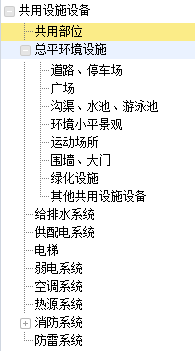 共用设施设备
共用部位
总平环境设施
道路、停车场
广场
沟渠、水池、游泳池
环境小平景观
运动场所
围墙、大门
绿化设施
其他共用设施设备
给排水系统
供配电系统
电梯
弱电系统
空调系统
热源系统
消防系统
防雷系统